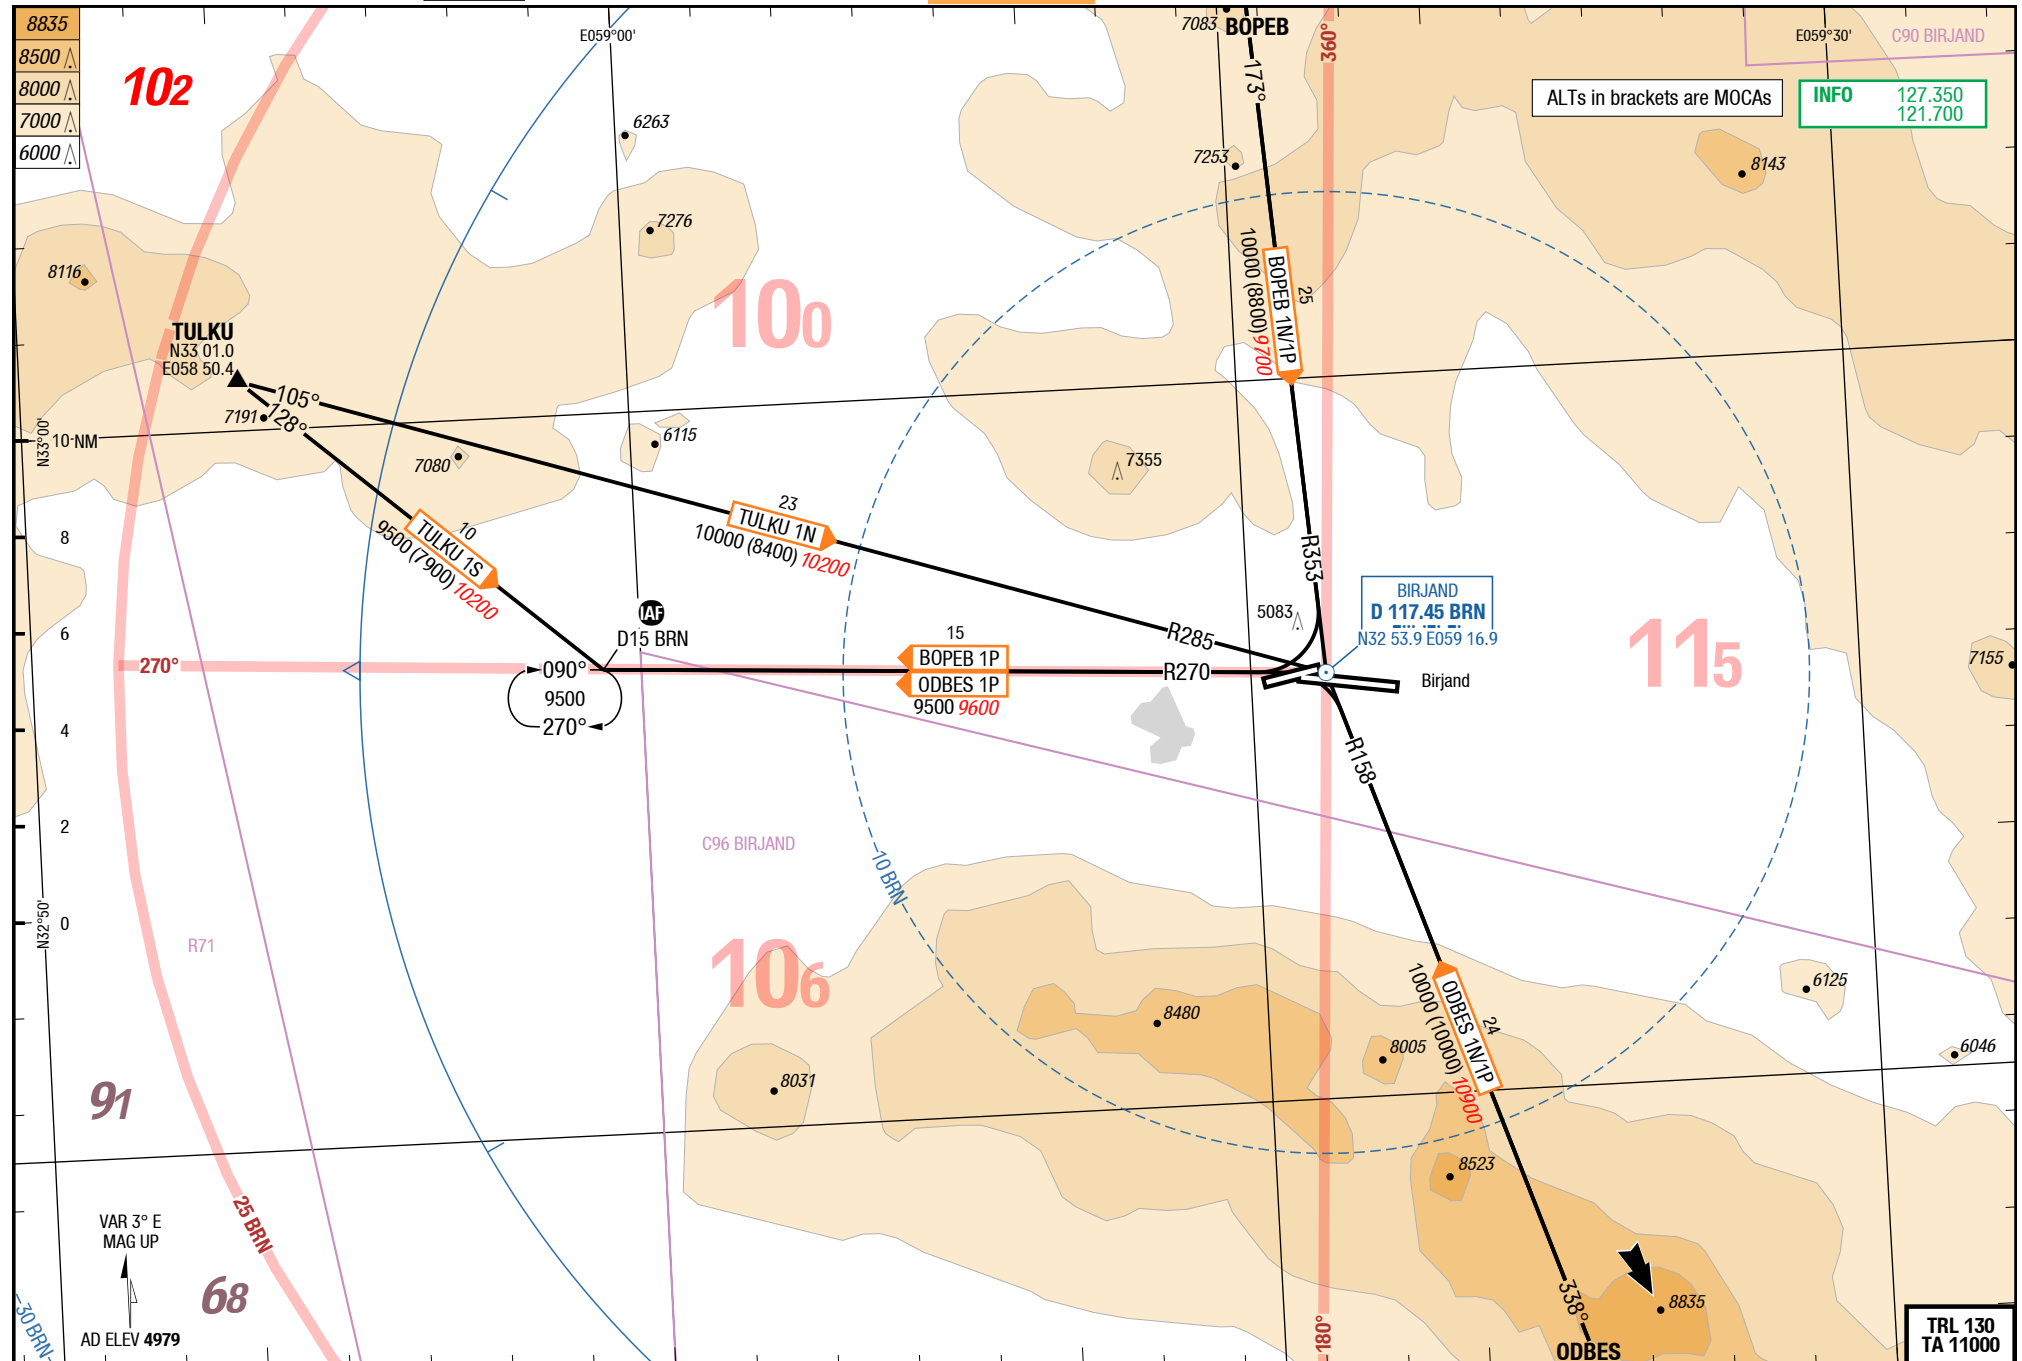 8835
8500
8000
7000
6000
102
E059°00'
7083
BOPEB
360°
E059°30'
C90 BIRJAND
ALTs in brackets are MOCAs
INFO 127.350
121.700
173°
6263
7253
8143
7276
8116
100
BOPEB 1N/1P
25
10000 (8800) 9700
TULKU
N33 01.0
E058 50.4
105°
128°
7191
N33°00'
10 NM
6115
7080
7355
23
TULKU 1N
10000 (8400) 10200
10
TULKU 1S
9500 (7900) 10200
8
R353
BIRJAND
D 117.45 BRN
N32 53.9 E059 16.9
5083
IAF
D15 BRN
6
R285
15
BOPEB 1P
ODBES 1P
9500 9600
115
7155
270°
090°
9500
270°
R270
Birjand
4
R158
2
C96 BIRJAND
10 BRN
N32°50'
0
R71
106
8480
8005
8031
ODBES 1N/1P
24
10000 (10000) 10900
6125
6046
91
8523
25 BRN
VAR 3° E
MAG UP
68
AD ELEV 4979
30 BRN
180°
338°
8835
ODBES
TRL 130
TA 11000